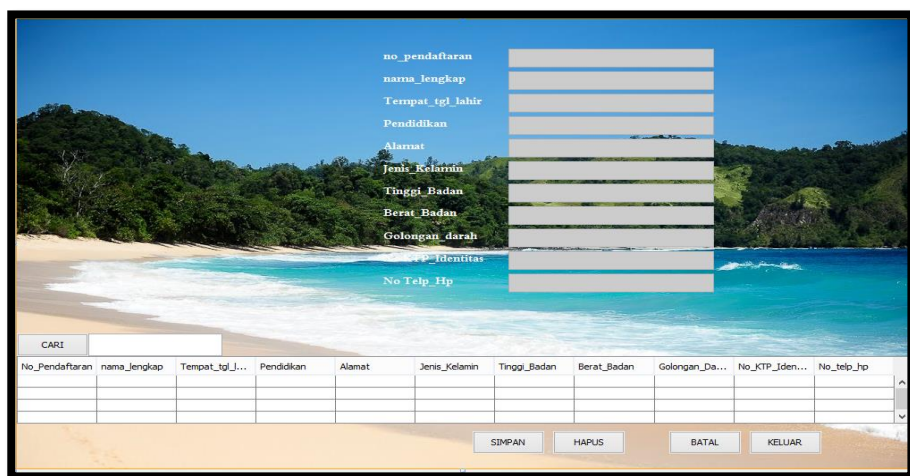 no_pendaftaran
nama_lengkap
Tempat_tgl_lahir
Pendidikan
Alamat
Jenis_Kelamin
Tinggi_Badan
Berat_Badan
Golongan_darah
KTP_Identitas
No Telp_Hp
CARI
No_Pendaftaran nama_lengkap Tempat_tgl_l... Pendidikan Alamat Jenis_Kelamin Tinggi_Badan Berat_Badan Golongan_Da... No_KTP_Iden... No_telp_hp
SIMPAN HAPUS BATAL KELUAR